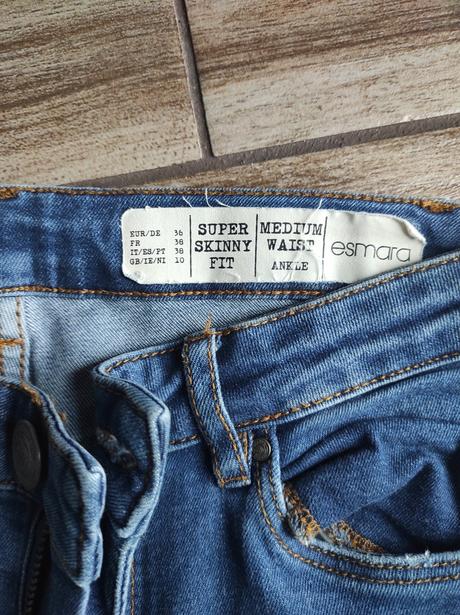 EUR/DE 36
FR 38
IT/ES/PT 38
GB/IE/NI 10
SUPER
SKINNY
FIT
MEDIUM
WAIST
ANKLE
esmara